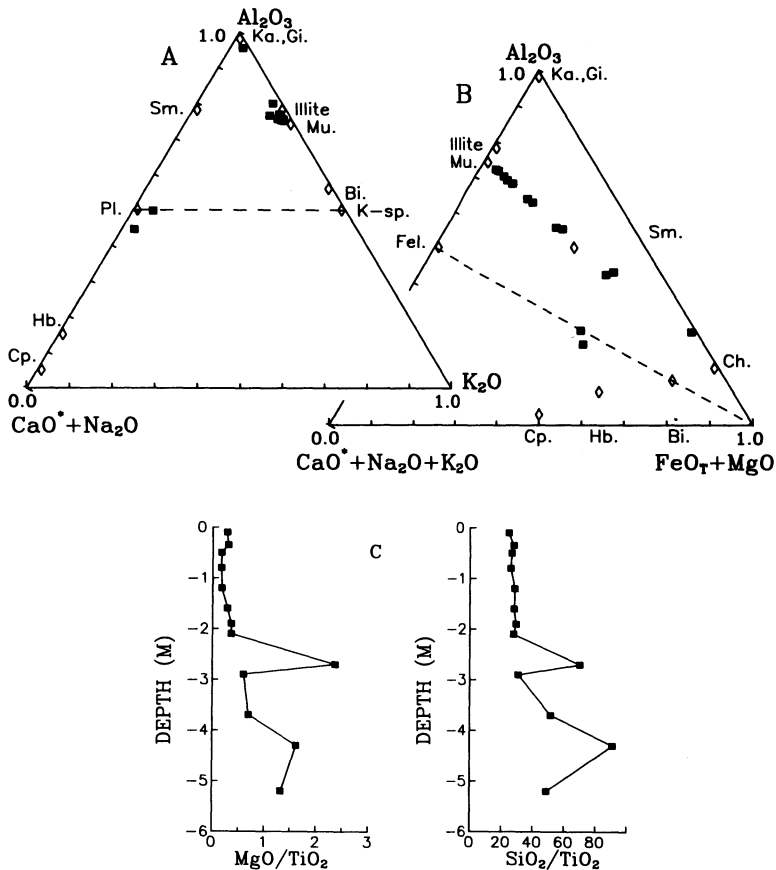 Al₂O₃
1.0 Ka.,Gi.
A
Sm.
Illite
Mu.
Bi.
Pl.
K-sp.
Hb.
Cp.
0.0
1.0
K₂O
CaO*+Na₂O
Al₂O₃
1.0 Ka.,Gi.
B
Illite
Mu.
Fel.
Sm.
Ch.
0.0
Cp. Hb. Bi.
1.0
CaO*+Na₂O+K₂O
FeO_T+MgO
C
0
-1
-2
-3
-4
-5
-6
DEPTH (M)
0 1 2 3
MgO/TiO₂
0
-1
-2
-3
-4
-5
-6
DEPTH (M)
0 20 40 60 80
SiO₂/TiO₂